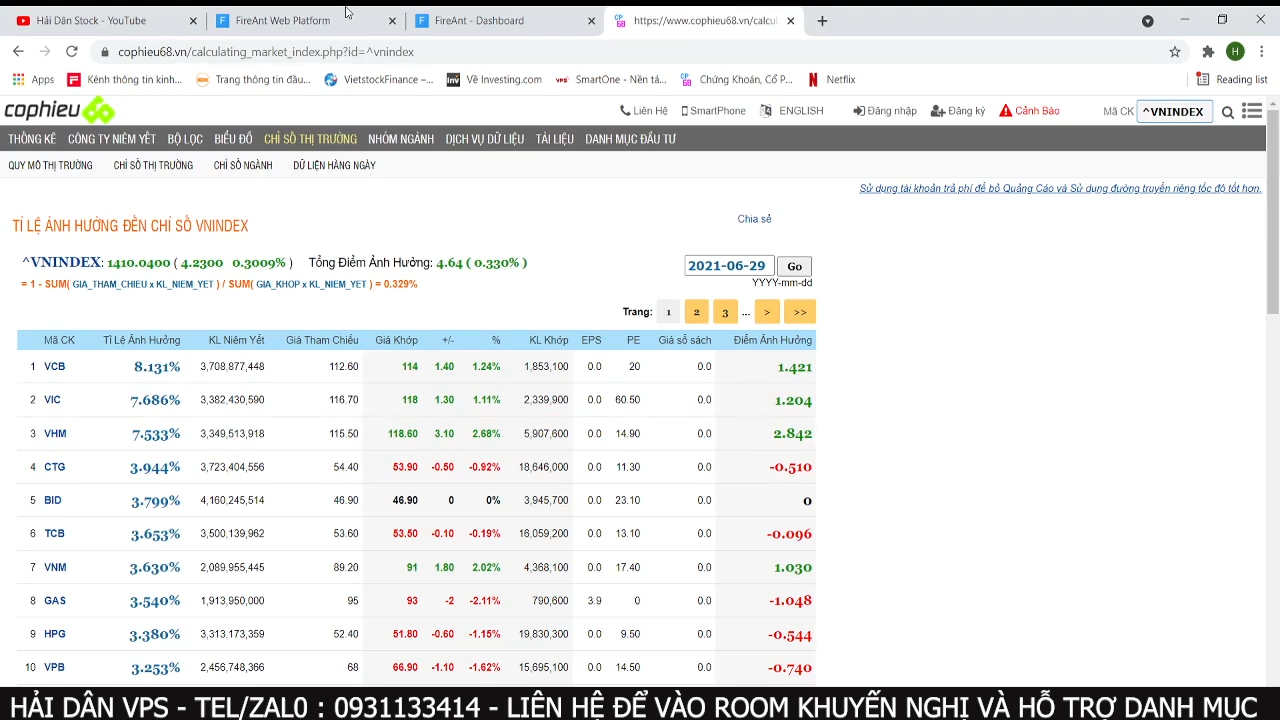 Hải Dân Stock - YouTube
FireAnt Web Platform
FireAnt - Dashboard
https://www.cophieu68.vn/calcul
cophieu68.vn/calculating_market_index.php?id=^vnindex
H
Apps
Kênh thông tin kinh...
Trang thông tin đầu...
VietstockFinance –...
Về Investing.com
SmartOne - Nền tả...
Chứng Khoán, Cổ P...
Netflix
Reading list
cophieu68
Liên Hệ
SmartPhone
ENGLISH
Đăng nhập
Đăng ký
Cảnh Báo
Mã CK ^VNINDEX
THỐNG KÊ CÔNG TY NIÊM YẾT BỘ LỌC BIỂU ĐỒ CHỈ SỐ THỊ TRƯỜNG NHÓM NGÀNH DỊCH VỤ DỮ LIỆU TÀI LIỆU DANH MỤC ĐẦU TƯ
QUY MÔ THỊ TRƯỜNG CHỈ SỐ THỊ TRƯỜNG CHỈ SỐ NGÀNH DỮ LIỆN HÀNG NGÀY
Sử dụng tài khoản trả phí để bỏ Quảng Cáo và Sử dụng đường truyền riêng tốc độ tốt hơn.
Chia sẻ
TỈ LỆ ẢNH HƯỞNG ĐẾN CHỈ SỐ VNINDEX
^VNINDEX: 1410.0400 ( 4.2300 0.3009% ) Tổng Điểm Ảnh Hưởng: 4.64 ( 0.330% )
2021-06-29 Go
YYYY-mm-dd
= 1 - SUM( GIA_THAM_CHIEU x KL_NIEM_YET ) / SUM( GIA_KHOP x KL_NIEM_YET ) = 0.329%
Trang: 1 2 3 ... > >>
Mã CK Tỉ Lệ Ảnh Hưởng KL Niêm Yết Giá Tham Chiếu Giá Khớp +/- % KL Khớp EPS PE Giá sổ sách Điểm Ảnh Hưởng
1 VCB 8.131% 3,708,877,448 112.60 114 1.40 1.24% 1,853,100 0.0 20 0.0 1.421
2 VIC 7.686% 3,382,430,590 116.70 118 1.30 1.11% 2,339,900 0.0 60.50 0.0 1.204
3 VHM 7.533% 3,349,513,918 115.50 118.60 3.10 2.68% 5,907,600 0.0 14.90 0.0 2.842
4 CTG 3.944% 3,723,404,556 54.40 53.90 -0.50 -0.92% 18,646,000 0.0 11.30 0.0 -0.510
5 BID 3.799% 4,160,245,514 46.90 46.90 0 0% 3,945,700 0.0 23.10 0.0 0
6 TCB 3.653% 3,500,139,962 53.60 53.50 -0.10 -0.19% 16,059,200 0.0 13.10 0.0 -0.096
7 VNM 3.630% 2,089,955,445 89.20 91 1.80 2.02% 4,368,100 0.0 17.40 0.0 1.030
8 GAS 3.540% 1,913,950,000 95 93 -2 -2.11% 790,600 3.9 0 0.0 -1.048
9 HPG 3.380% 3,313,173,359 52.40 51.80 -0.60 -1.15% 19,830,300 0.0 9.50 0.0 -0.544
10 VPB 3.253% 2,456,748,366 68 66.90 -1.10 -1.62% 15,695,100 0.0 14.50 0.0 -0.740
HẢI DÂN VPS - TEL/ZAL0 : 0931133414 - LIÊN HỆ ĐỂ VÀO ROOM KHUYẾN NGHỊ VÀ HỖ TRỢ DANH MỤC